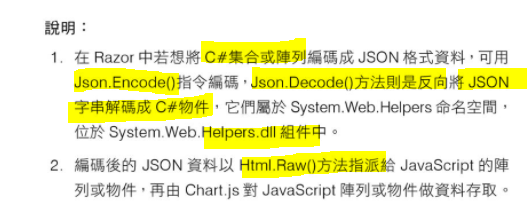 說明：
1. 在 Razor 中若想將 C#集合或陣列編碼成 JSON 格式資料，可用
Json.Encode()指令編碼，Json.Decode()方法則是反向將 JSON
字串解碼成 C#物件，它們屬於 System.Web.Helpers 命名空間，
位於 System.Web.Helpers.dll 組件中。
2. 編碼後的 JSON 資料以 Html.Raw()方法指派給 JavaScript 的陣
列或物件，再由 Chart.js 對 JavaScript 陣列或物件做資料存取。